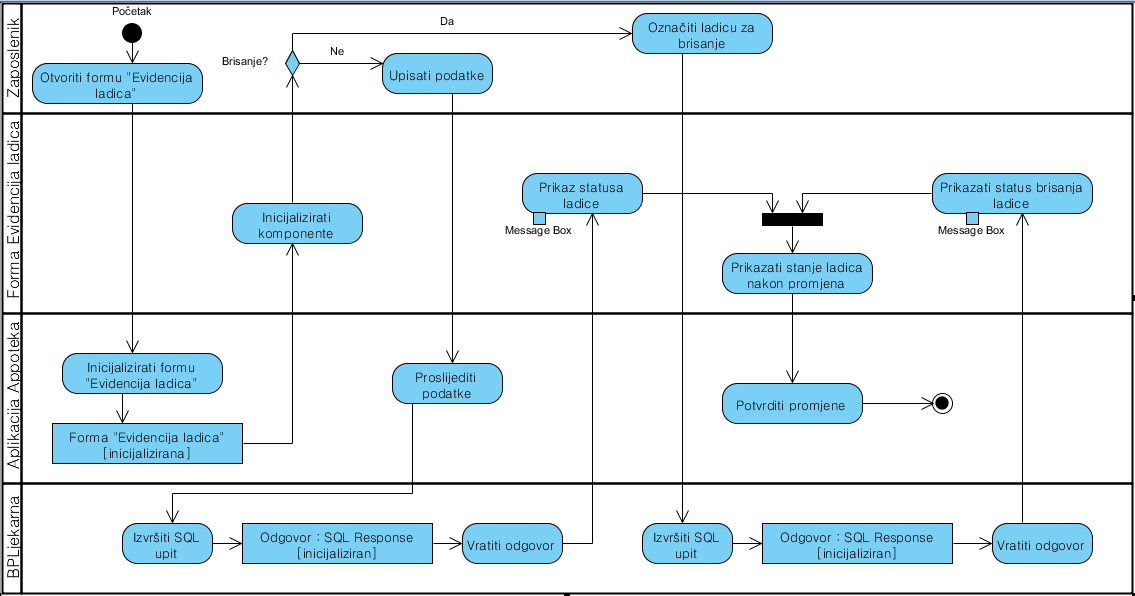 Zaposlenik
Početak
Otvoriti formu "Evidencija
ladica"
Brisanje?
Da
Ne
Upisati podatke
Označiti ladicu za
brisanje
Forma Evidencija ladica
Inicijalizirati
komponente
Prikaz statusa
ladice
Message Box
Prikazati stanje ladica
nakon promjena
Prikazati status brisanja
ladice
Message Box
Aplikacija Appoteka
Inicijalizirati formu
"Evidencija ladica"
Forma "Evidencija ladica"
[inicijalizirana]
Proslijediti
podatke
Potvrditi promjene
BPLjekarna
Izvršiti SQL
upit
Odgovor : SQL Response
[inicijaliziran]
Vratiti odgovor
Izvršiti SQL
upit
Odgovor : SQL Response
[inicijaliziran]
Vratiti odgovor